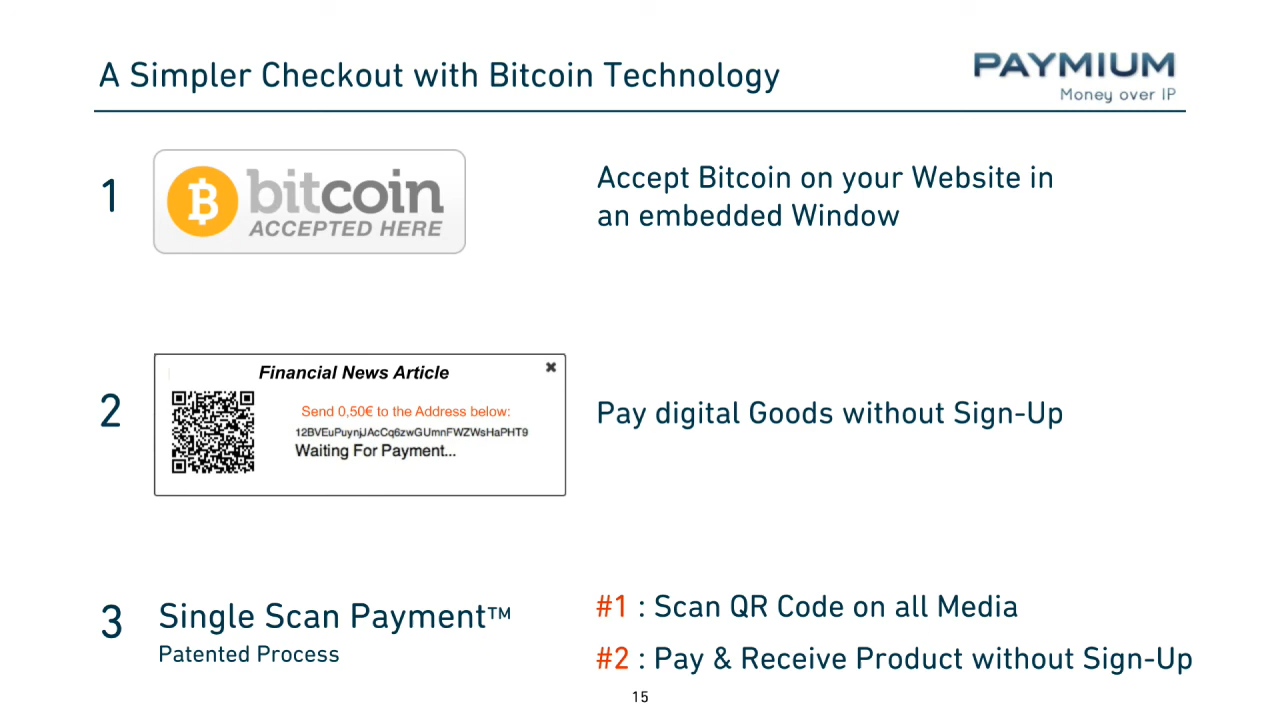 A Simpler Checkout with Bitcoin Technology
PAYMIUM
Money over IP
1
bitcoin
ACCEPTED HERE
Accept Bitcoin on your Website in
an embedded Window
2
Financial News Article
Send 0,50€ to the Address below:
12BVEuPuynjJAcCq6zwGUmnFWZWsHaPHT9
Waiting For Payment...
Pay digital Goods without Sign-Up
3
Single Scan Payment™
Patented Process
#1 : Scan QR Code on all Media
#2 : Pay & Receive Product without Sign-Up
15